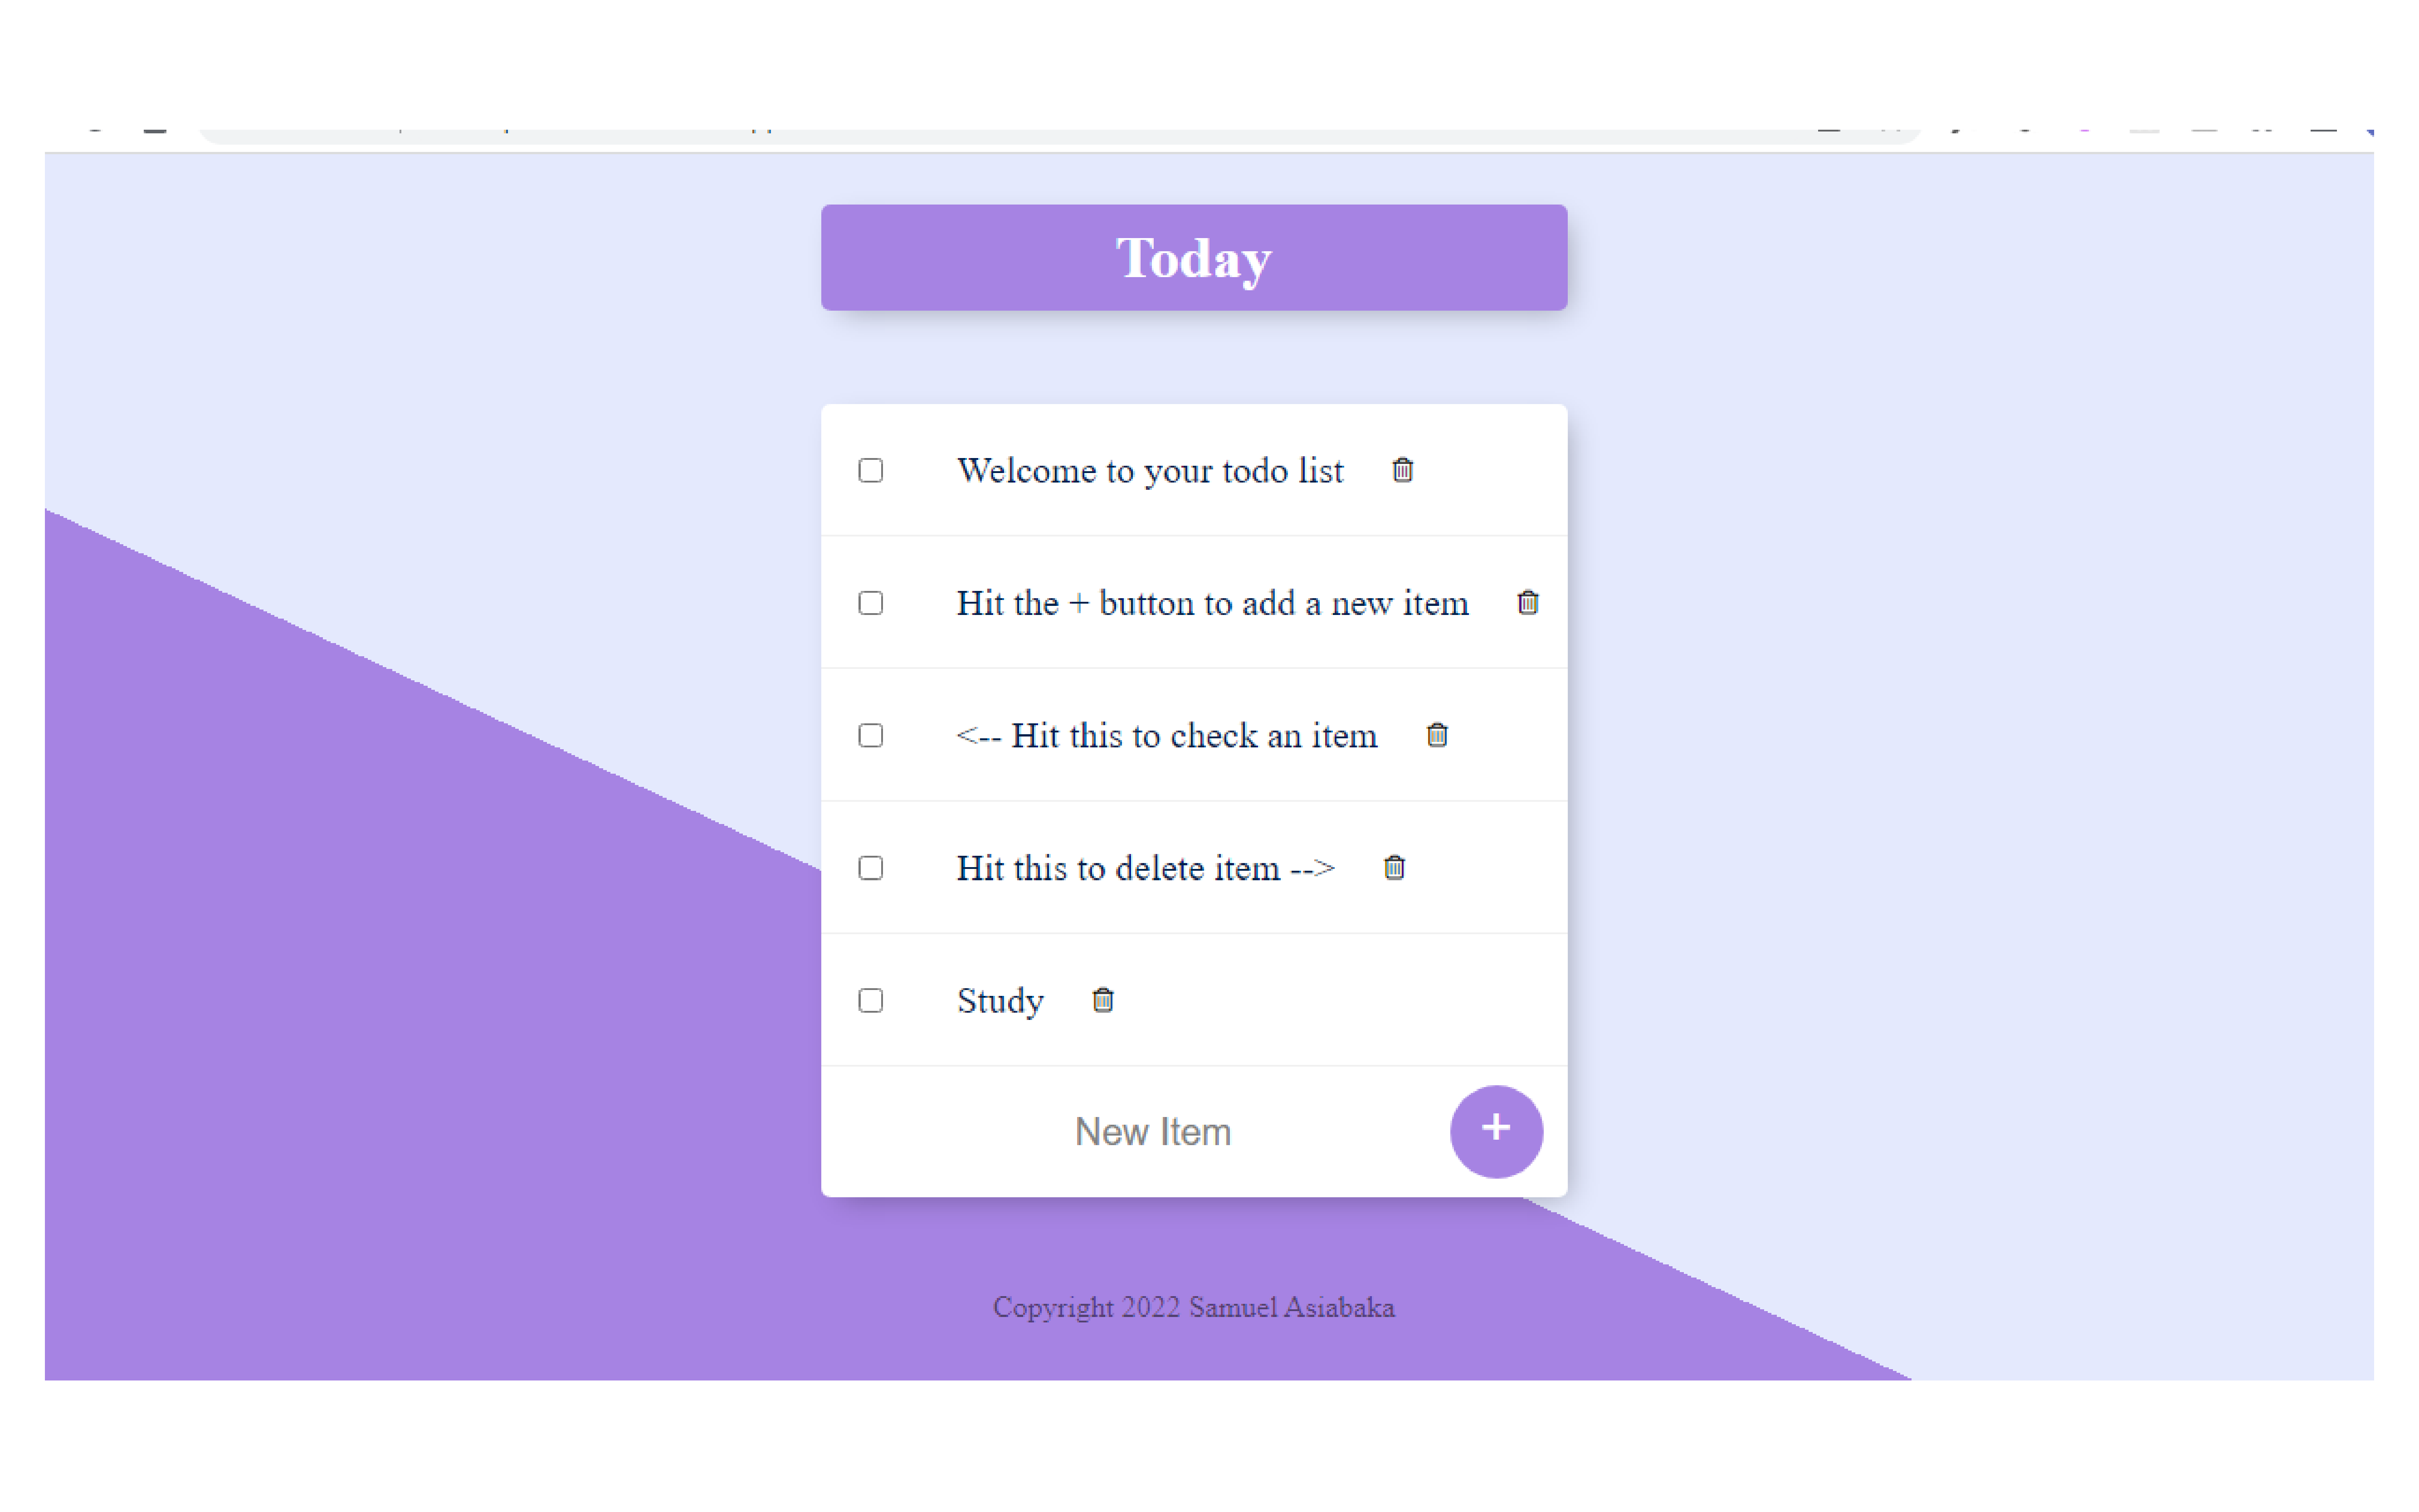 Today
Welcome to your todo list
Hit the + button to add a new item
<-- Hit this to check an item
Hit this to delete item -->
Study
New Item
+
Copyright 2022 Samuel Asiabaka